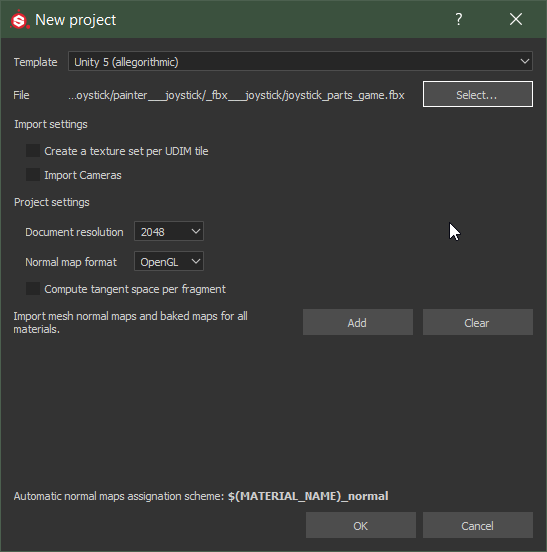 New project
Template Unity 5 (allegorithmic)
File ...oystick/painter___joystick/_fbx___joystick/joystick_parts_game.fbx Select...
Import settings
Create a texture set per UDIM tile
Import Cameras
Project settings
Document resolution 2048
Normal map format OpenGL
Compute tangent space per fragment
Import mesh normal maps and baked maps for all
materials.
Add Clear
Automatic normal maps assignation scheme: $(MATERIAL_NAME)_normal
OK Cancel